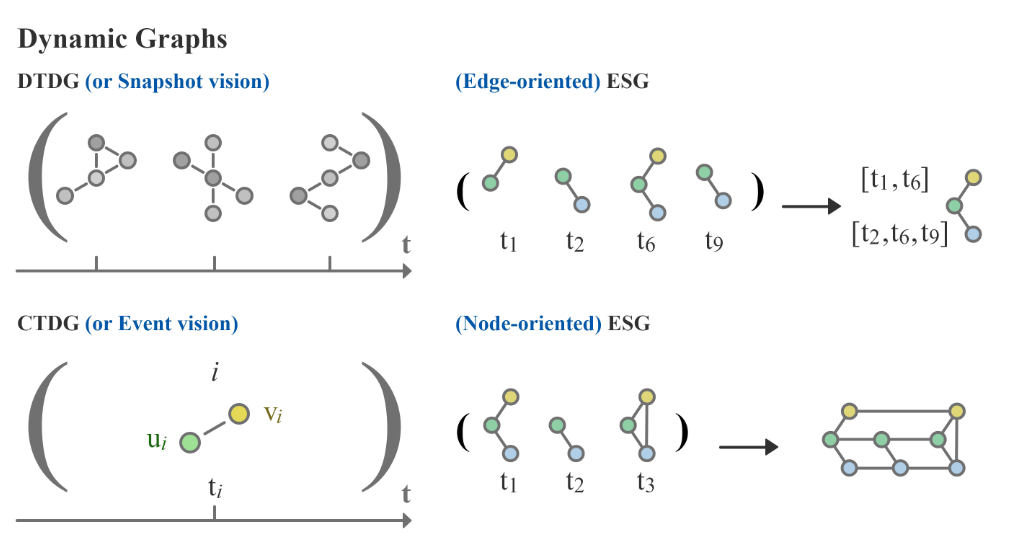 Dynamic Graphs
DTDG (or Snapshot vision)
t
(Edge-oriented) ESG
( ) [t1,t6]
[t2,t6,t9]
t1 t2 t6 t9
CTDG (or Event vision)
i
vi
ui
ti
t
(Node-oriented) ESG
( )
t1 t2 t3